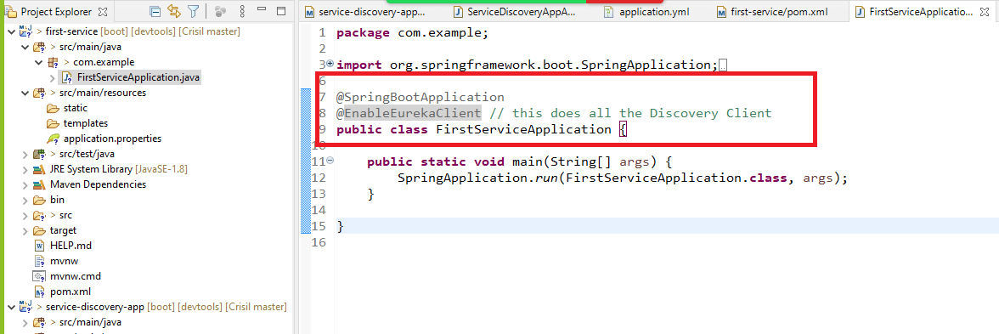 Project Explorer
first-service [boot] [devtools] [Crisil master]
> src/main/java
> com.example
FirstServiceApplication.java
> src/main/resources
static
templates
application.properties
> src/test/java
JRE System Library [JavaSE-1.8]
Maven Dependencies
bin
> src
target
HELP.md
mvnw
mvnw.cmd
pom.xml
> service-discovery-app [boot] [devtools] [Crisil master]
> src/main/java
service-discovery-app...
ServiceDiscoveryAppA...
application.yml
first-service/pom.xml
FirstServiceApplicatio...
1 package com.example;
2
3 import org.springframework.boot.SpringApplication;
6
7 @SpringBootApplication
8 @EnableEurekaClient // this does all the Discovery Client
9 public class FirstServiceApplication {
10
11 public static void main(String[] args) {
12 SpringApplication.run(FirstServiceApplication.class, args);
13 }
14
15 }
16